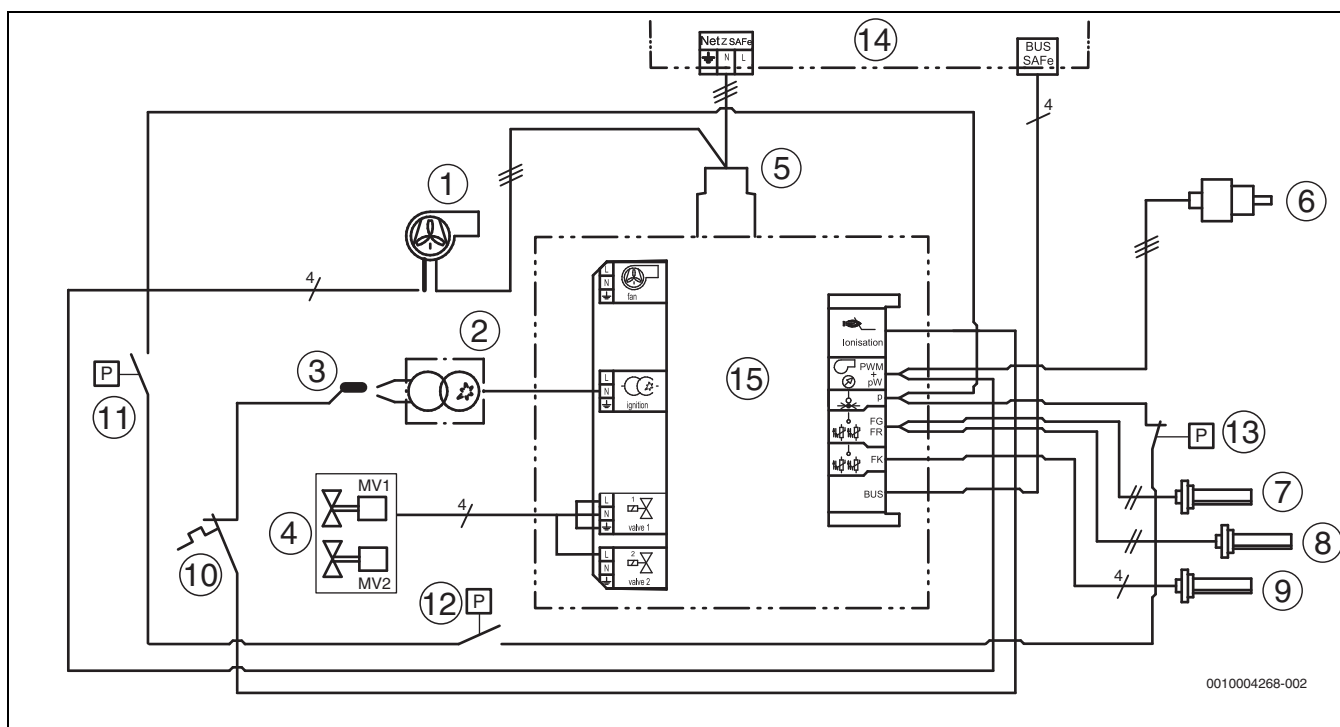 Net z SAFe
N L
14
BUS
SAFe
4
5
1
6
4
L
N
fan
2
Ionisation
3
15
PWM
+
pW
P
11
L
N
ignition
p
FG
FR
P
13
FK
7
MV1
4
4
L
N
1
valve 1
BUS
8
10
MV2
L
N
2
valve 2
4
9
12
P
0010004268-002